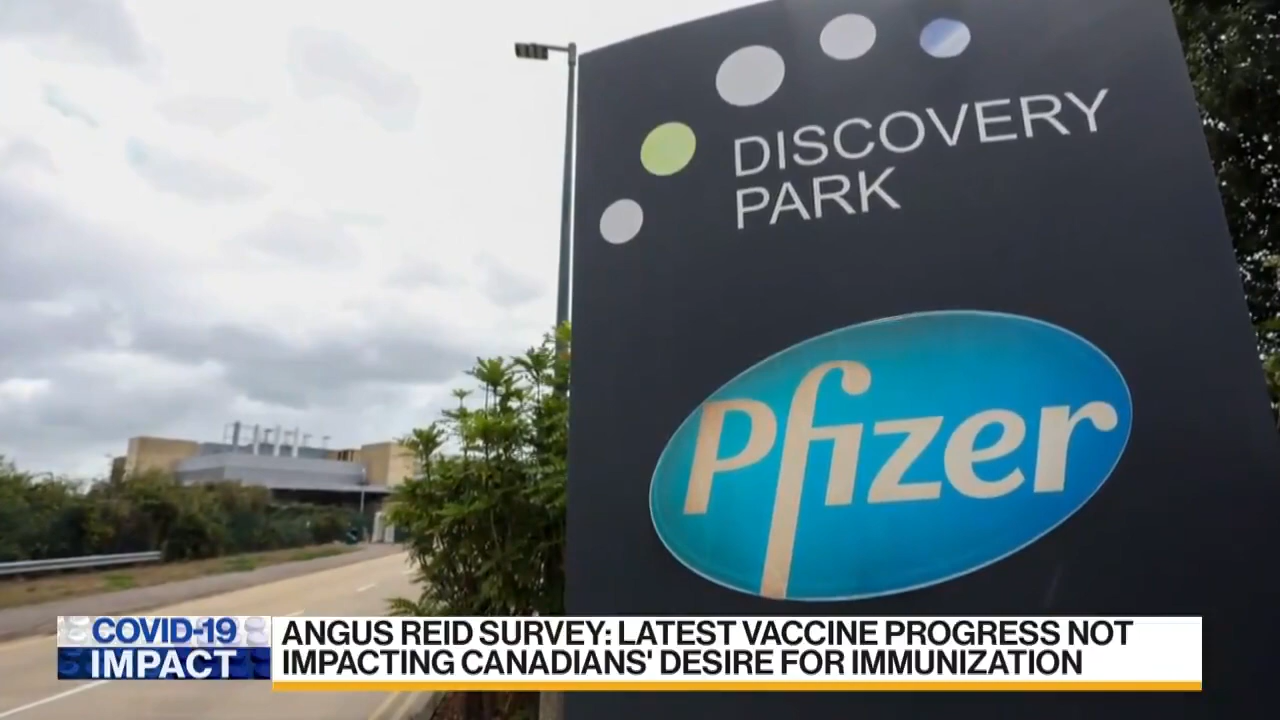 DISCOVERY
PARK
Pfizer
COVID-19
IMPACT
ANGUS REID SURVEY: LATEST VACCINE PROGRESS NOT
IMPACTING CANADIANS' DESIRE FOR IMMUNIZATION